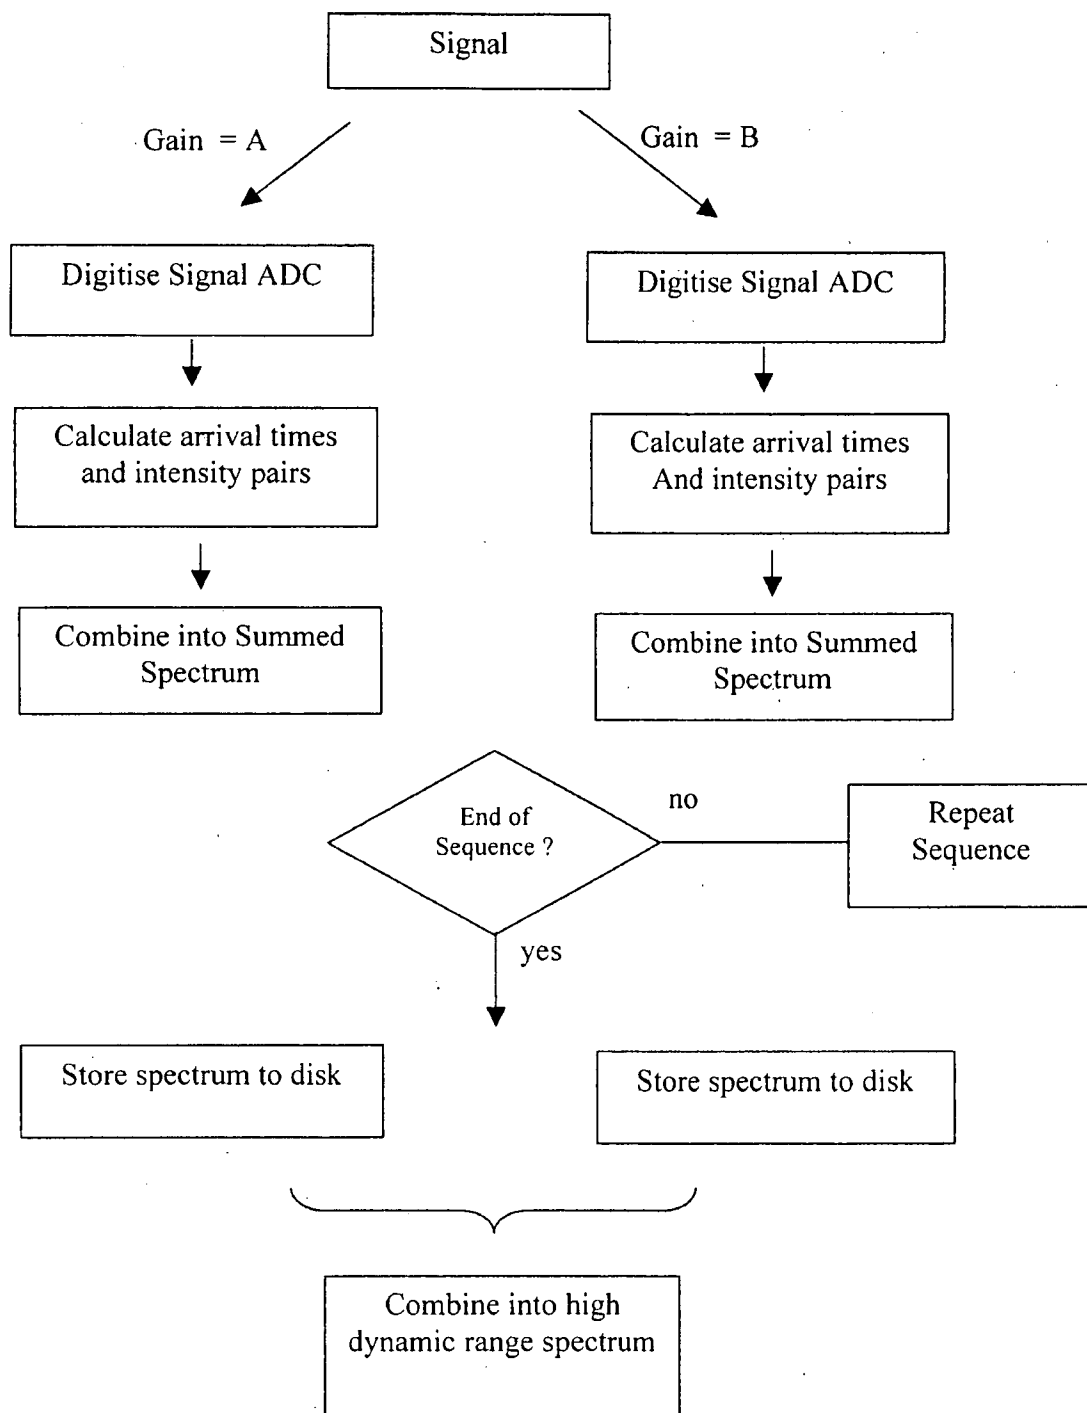 Signal
Gain = A
Gain = B
Digitise Signal ADC
Digitise Signal ADC
Calculate arrival times
and intensity pairs
Calculate arrival times
And intensity pairs
Combine into Summed
Spectrum
Combine into Summed
Spectrum
End of
Sequence ?
no
Repeat
Sequence
yes
Store spectrum to disk
Store spectrum to disk
Combine into high
dynamic range spectrum